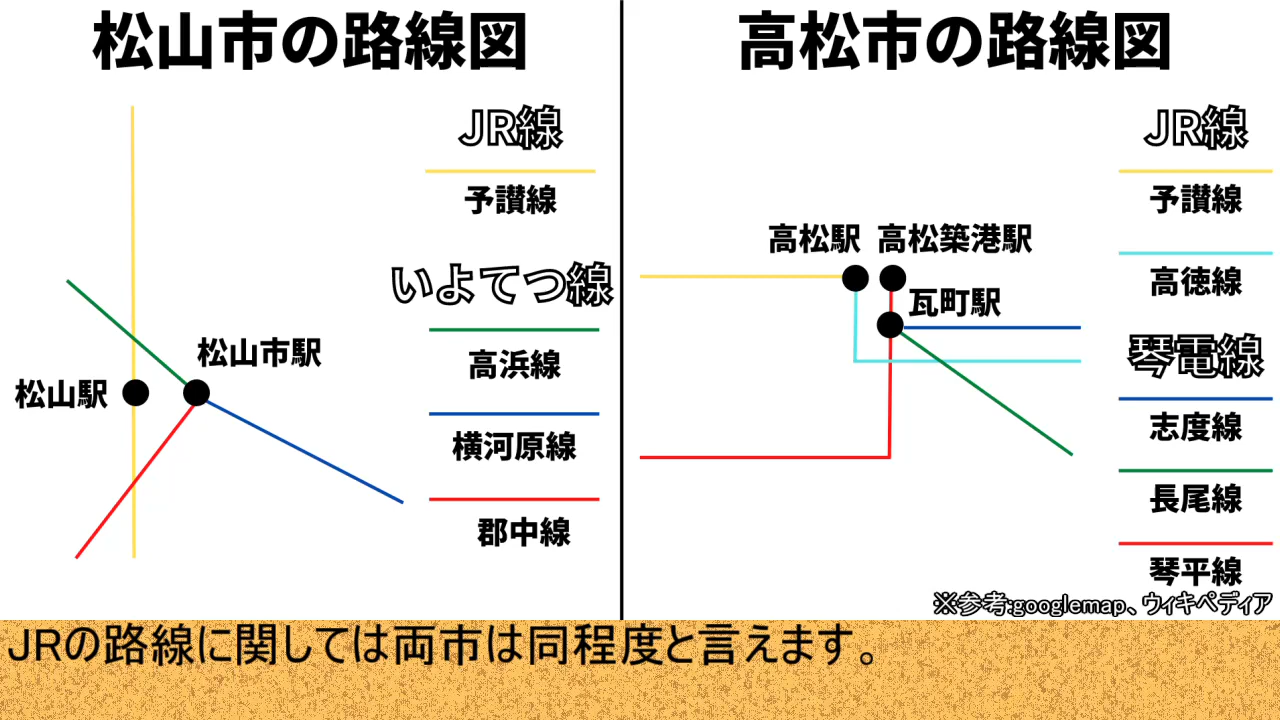 松山市の路線図
JR線
予讃線
いよてつ線
高浜線
横河原線
郡中線
松山市駅
松山駅
高松市の路線図
JR線
予讃線
高徳線
琴電線
志度線
長尾線
琴平線
高松駅
高松築港駅
瓦町駅
※参考:googlemap、ウィキペディア
JRの路線に関しては両市は同程度と言えます。